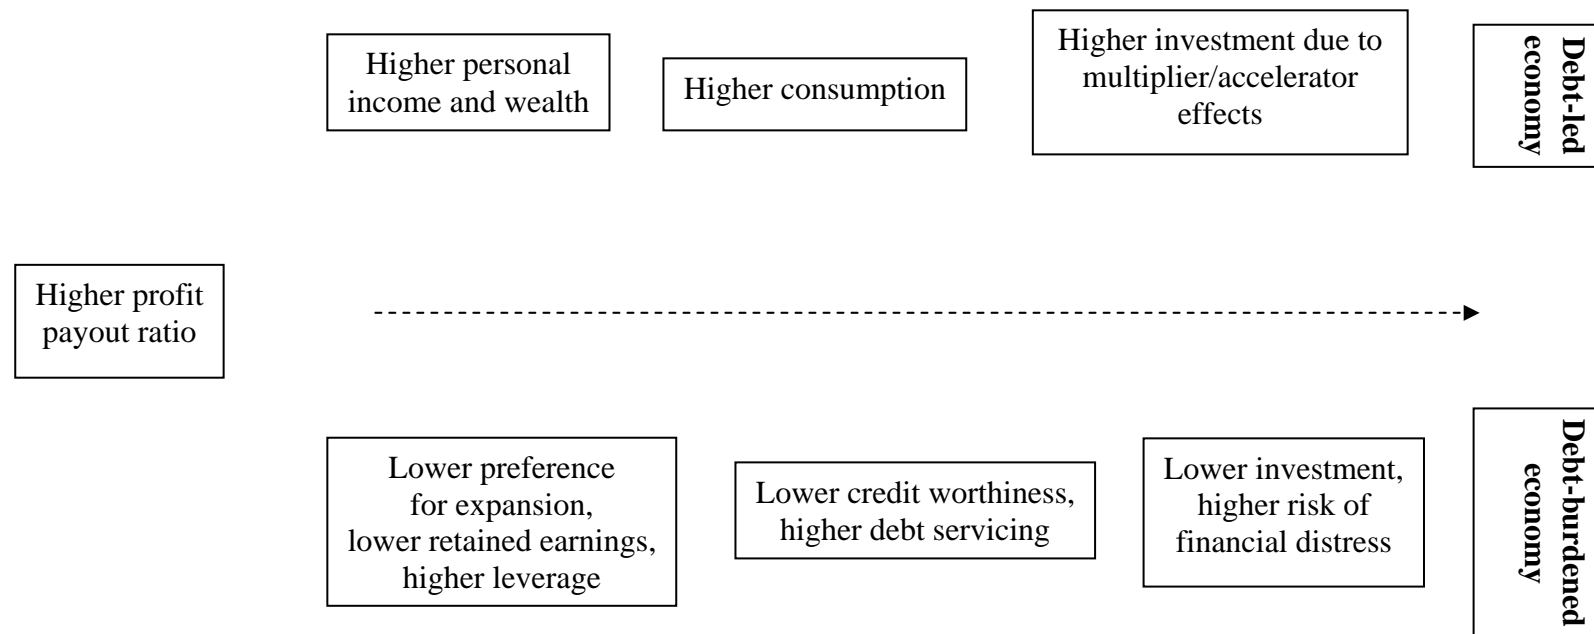 Higher personal
income and wealth
Higher consumption
Higher investment due to
multiplier/accelerator
effects
Debt-led
economy
Higher profit
payout ratio
Lower preference
for expansion,
lower retained earnings,
higher leverage
Lower credit worthiness,
higher debt servicing
Lower investment,
higher risk of
financial distress
Debt-burdened
economy